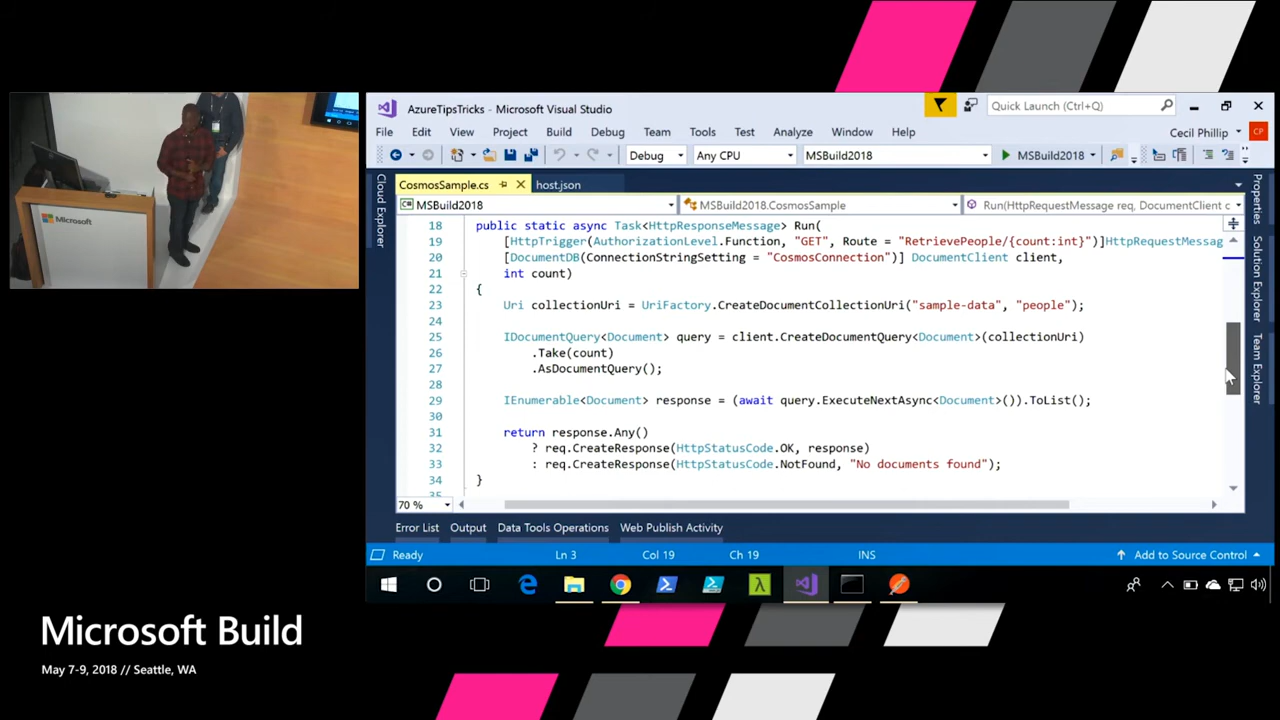 AzureTipsTricks - Microsoft Visual Studio
Quick Launch (Ctrl+Q)
File Edit View Project Build Debug Team Tools Test Analyze Window Help
Cecil Phillip CP
Debug Any CPU MSBuild2018 MSBuild2018
Cloud Explorer
CosmosSample.cs host.json
MSBuild2018 MSBuild2018.CosmosSample Run(HttpRequestMessage req, DocumentClient c
18 public static async Task<HttpResponseMessage> Run(
19 [HttpTrigger(AuthorizationLevel.Function, "GET", Route = "RetrievePeople/{count:int}")]HttpRequestMessag
20 [DocumentDB(ConnectionStringSetting = "CosmosConnection")] DocumentClient client,
21 int count)
22 {
23 Uri collectionUri = UriFactory.CreateDocumentCollectionUri("sample-data", "people");
24
25 IDocumentQuery<Document> query = client.CreateDocumentQuery<Document>(collectionUri)
26 .Take(count)
27 .AsDocumentQuery();
28
29 IEnumerable<Document> response = (await query.ExecuteNextAsync<Document>()).ToList();
30
31 return response.Any()
32 ? req.CreateResponse(HttpStatusCode.OK, response)
33 : req.CreateResponse(HttpStatusCode.NotFound, "No documents found");
34 }
35
70 %
Properties
Solution Explorer
Team Explorer
Error List Output Data Tools Operations Web Publish Activity
Ready Ln 3 Col 19 Ch 19 INS Add to Source Control
Microsoft
Microsoft Build
May 7-9, 2018 // Seattle, WA